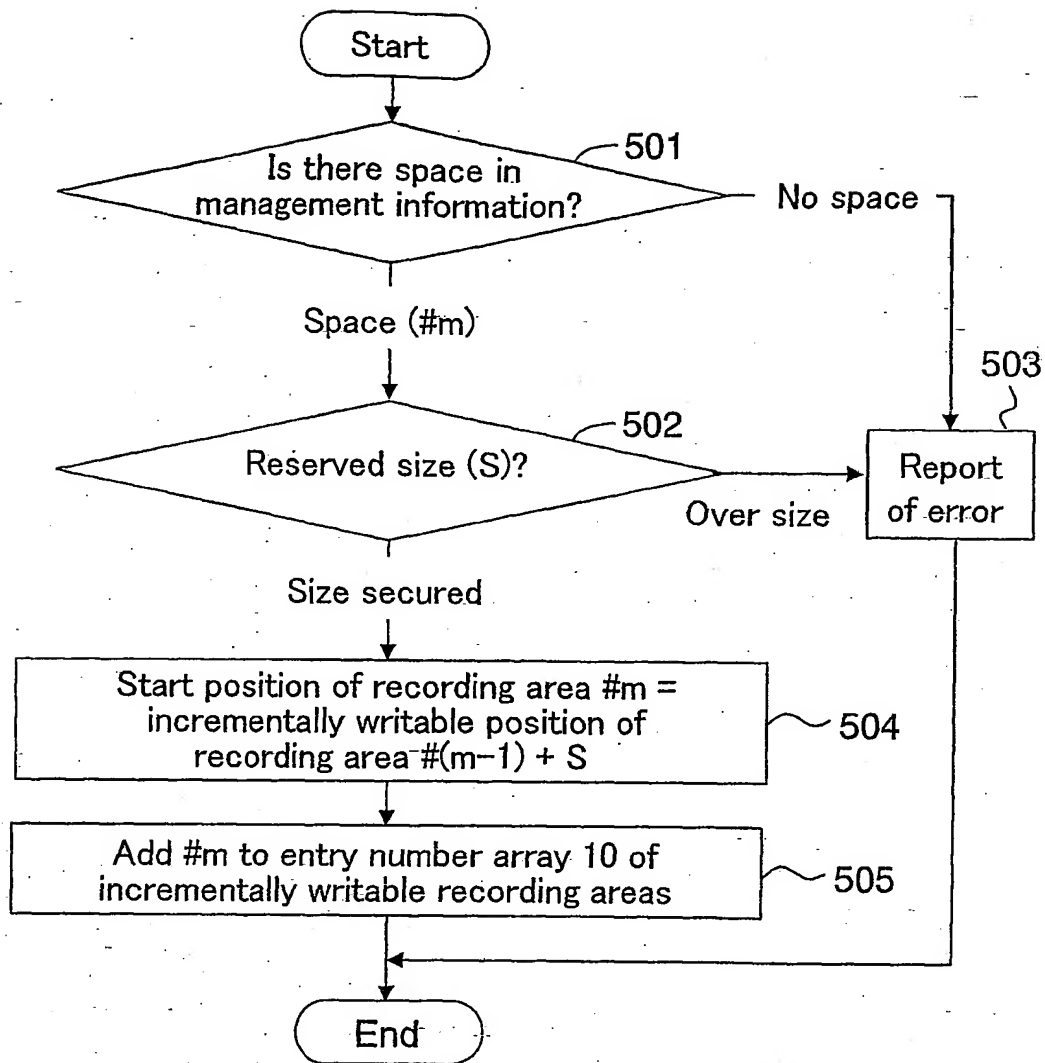 Start
501
Is there space in
management information?
No space
Space (#m)
503
502
Reserved size (S)?
Report
of error
Over size
Size secured
Start position of recording area #m =
incrementally writable position of
recording area #(m-1) + S
504
Add #m to entry number array 10 of
incrementally writable recording areas
505
End